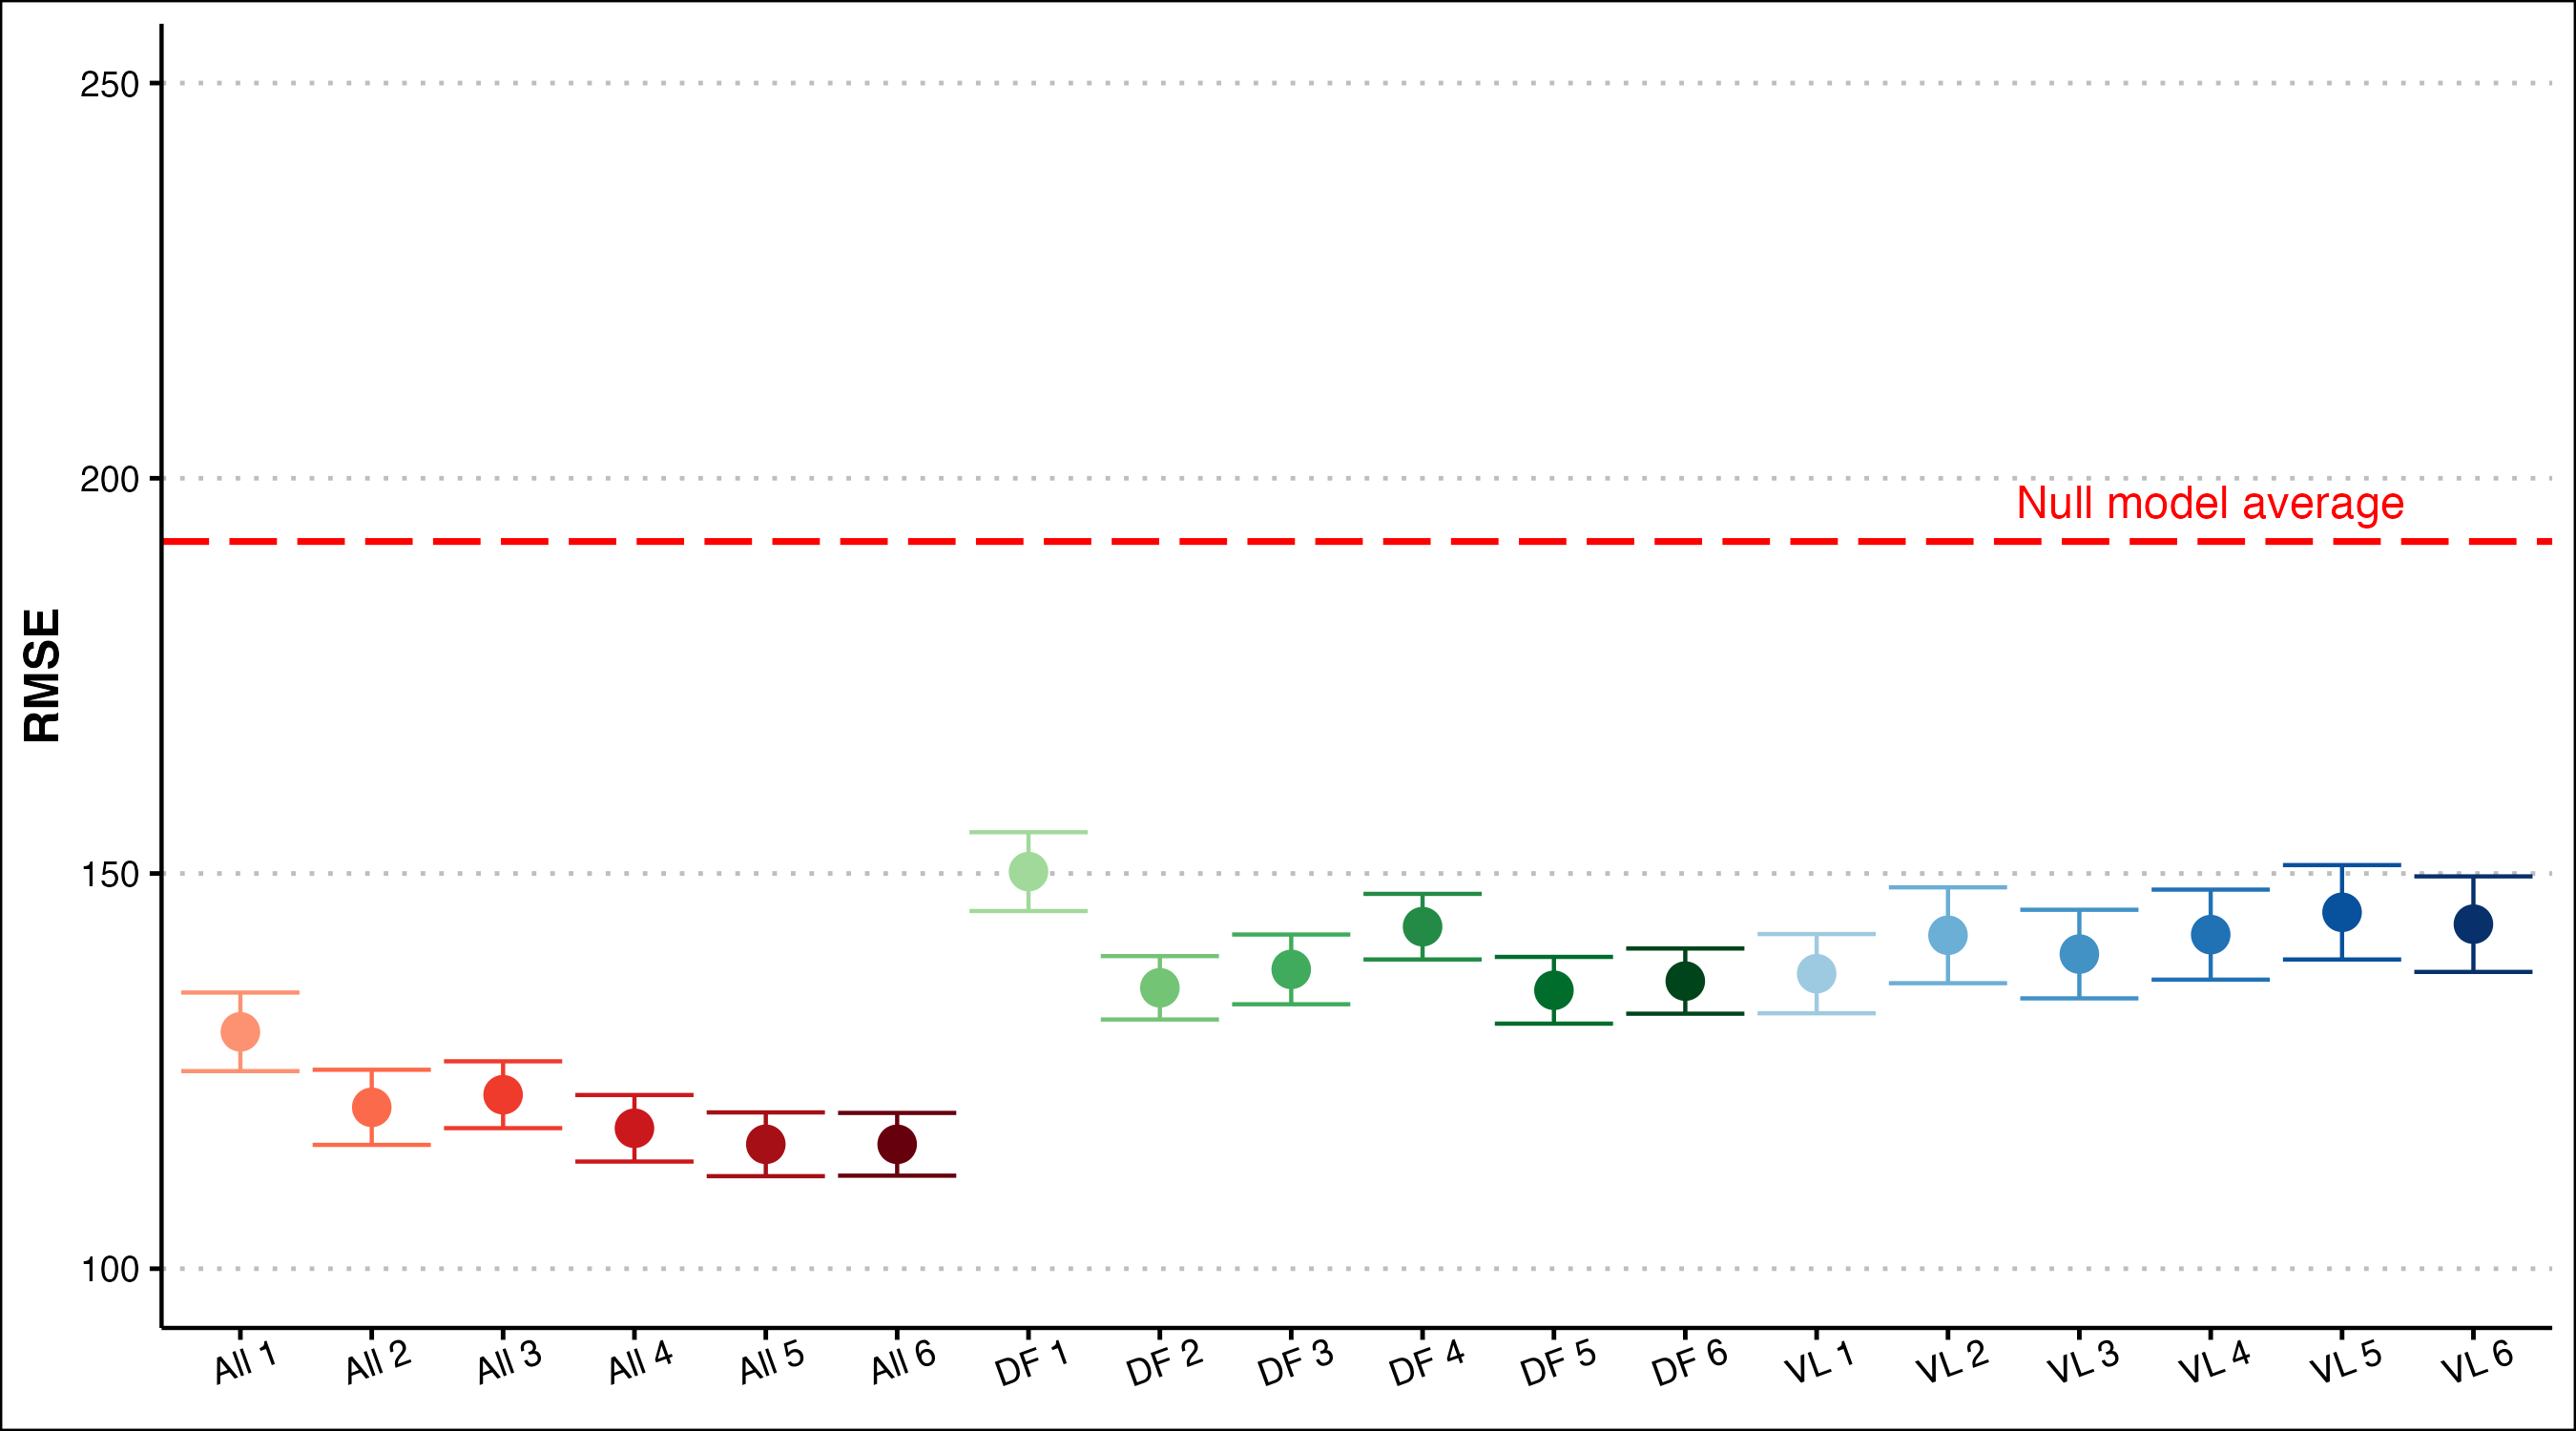 250
200
Null model average
RMSE
150
100
All 1
All 2
All 3
All 4
All 5
All 6
DF 1
DF 2
DF 3
DF 4
DF 5
DF 6
VL 1
VL 2
VL 3
VL 4
VL 5
VL 6